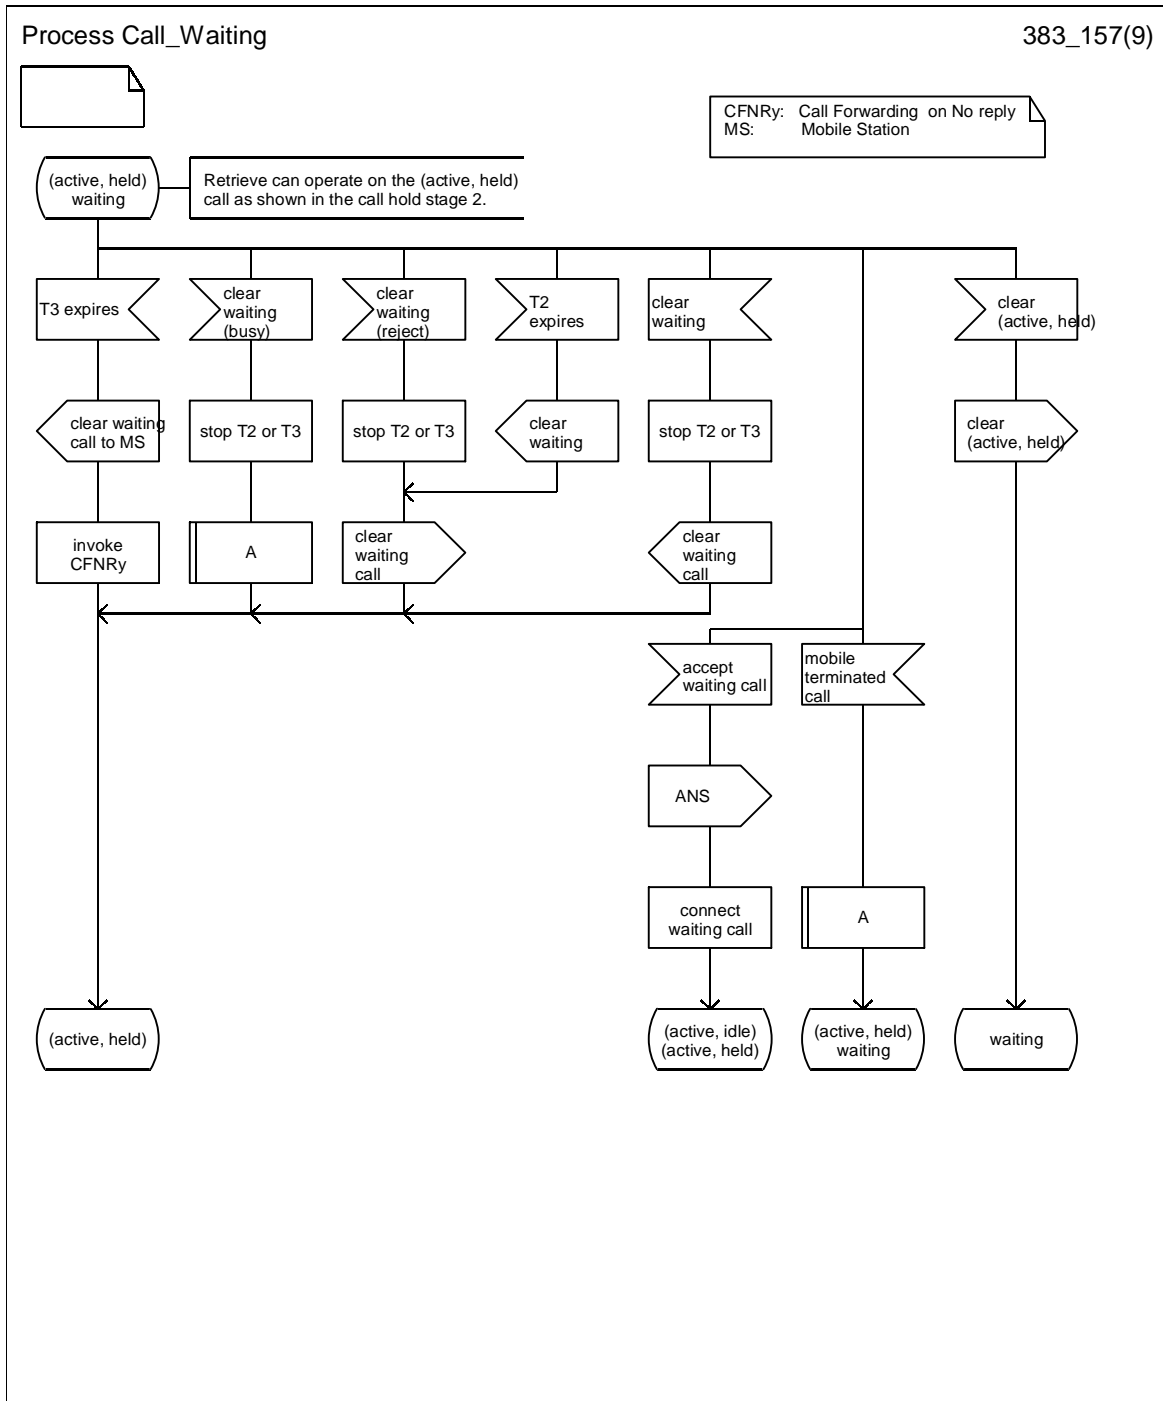 Process Call_Waiting
383_157(9)
CFNRy: Call Forwarding on No reply
MS: Mobile Station
(active, held)
waiting
Retrieve can operate on the (active, held)
call as shown in the call hold stage 2.
T3 expires
clear
waiting
(busy)
clear
waiting
(reject)
T2
expires
clear
waiting
clear
(active, held)
clear waiting
call to MS
stop T2 or T3
stop T2 or T3
clear
waiting
stop T2 or T3
clear
(active, held)
invoke
CFNRy
A
clear
waiting
call
clear
waiting
call
accept
waiting call
mobile
terminated
call
ANS
connect
waiting call
A
(active, held)
(active, idle)
(active, held)
(active, held)
waiting
waiting